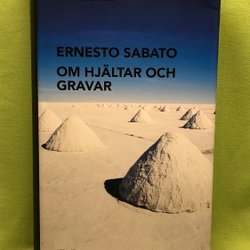 ERNESTO SABATO
OM HJÄLTAR OCH
GRAVAR